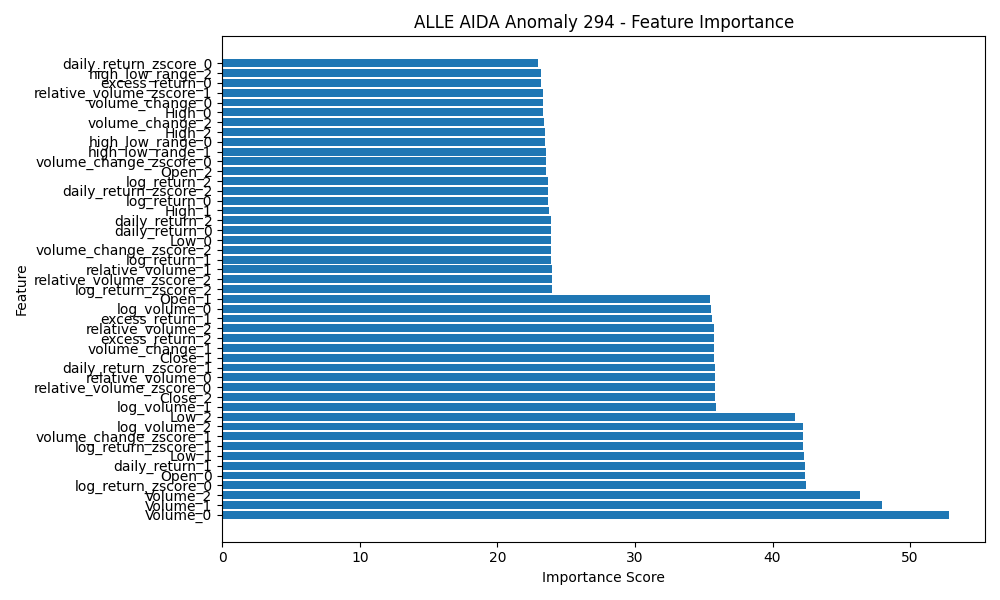 ALLE AIDA Anomaly 294 - Feature Importance
daily_return_zscore_0
high_low_range_2
excess_return_0
relative_volume_zscore_1
volume_change_0
High_0
volume_change_2
High_2
high_low_range_0
high_low_range_1
volume_change_zscore_0
Open_2
log_return_2
daily_return_zscore_2
log_return_0
High_1
daily_return_2
daily_return_0
Low_0
volume_change_zscore_2
log_return_1
relative_volume_1
relative_volume_zscore_2
log_return_zscore_2
Open_1
log_volume_0
excess_return_1
relative_volume_2
excess_return_2
volume_change_1
Close_1
daily_return_zscore_1
relative_volume_0
relative_volume_zscore_0
Close_2
log_volume_1
Low_2
log_volume_2
volume_change_zscore_1
log_return_zscore_1
Low_1
daily_return_1
Open_0
log_return_zscore_0
Volume_2
Volume_1
Volume_0
Feature
0 10 20 30 40 50
Importance Score